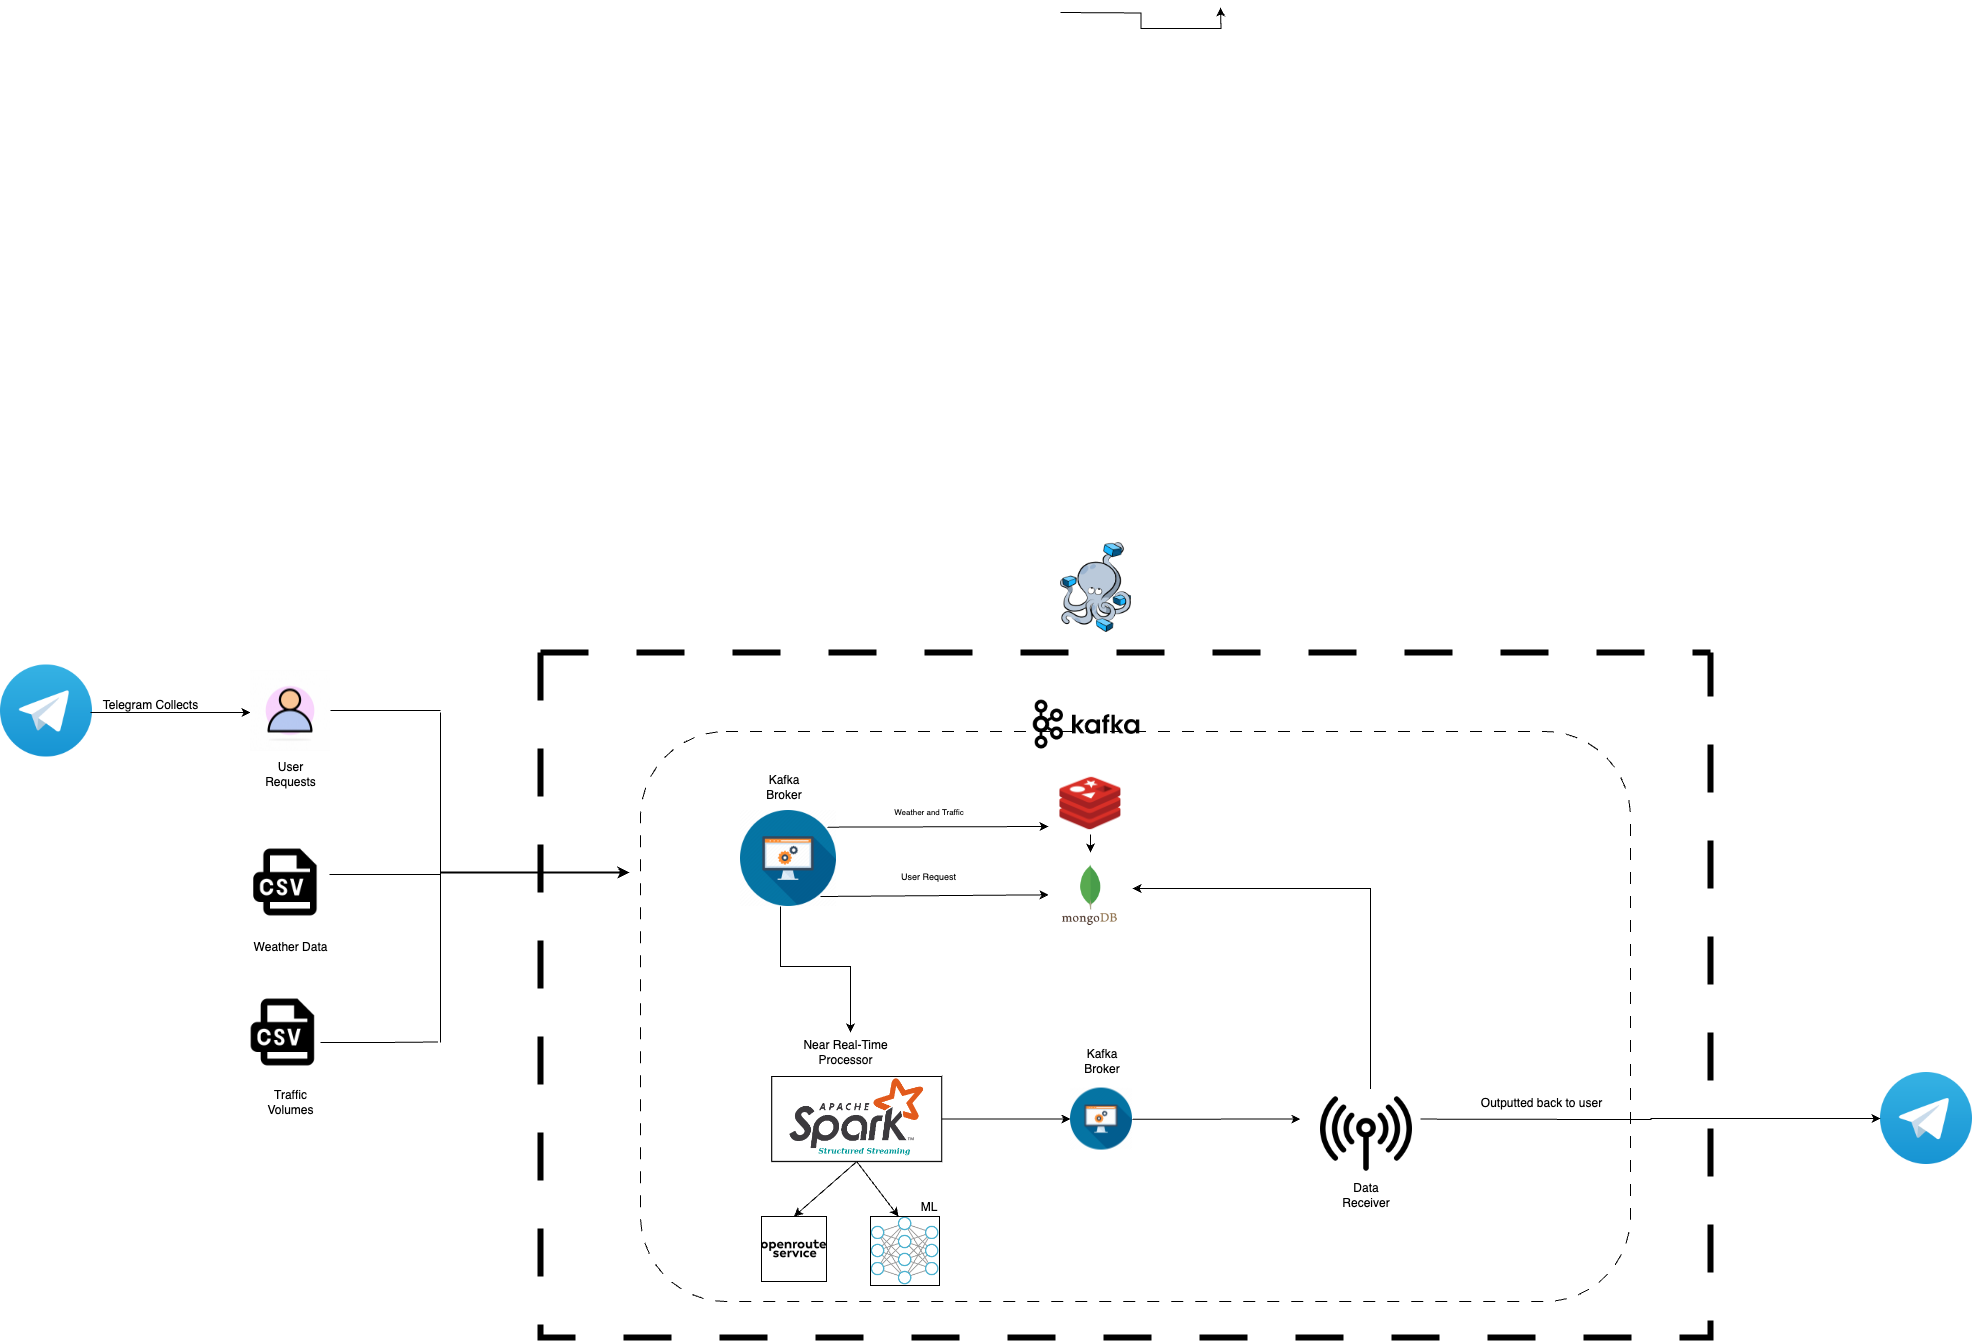 kafka
Telegram Collects
User
Requests
Kafka
Broker
Weather and Traffic
User Request
mongoDB
CSV
Weather Data
CSV
Traffic
Volumes
Near Real-Time
Processor
APACHE
Spark™
Structured Streaming
Kafka
Broker
Outputted back to user
Data
Receiver
ML
openroute
service